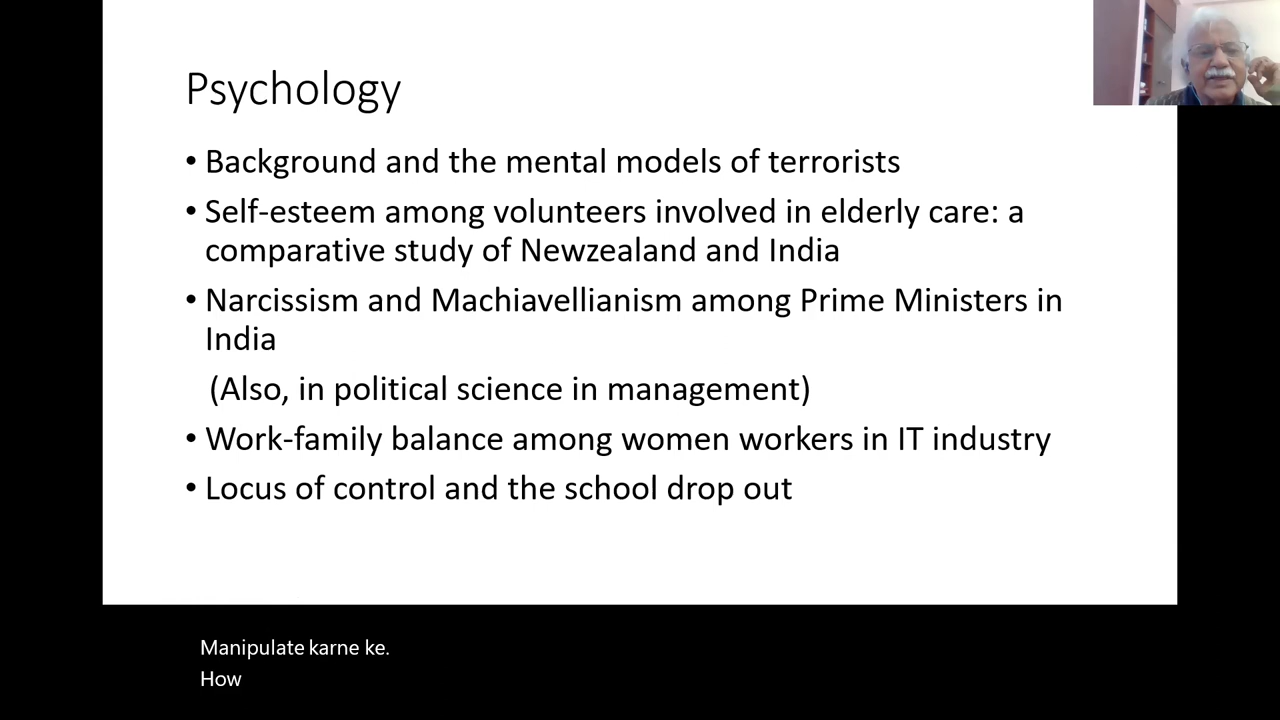 Psychology
• Background and the mental models of terrorists
• Self-esteem among volunteers involved in elderly care: a
comparative study of Newzealand and India
• Narcissism and Machiavellianism among Prime Ministers in
India
(Also, in political science in management)
• Work-family balance among women workers in IT industry
• Locus of control and the school drop out
Manipulate karne ke.
How